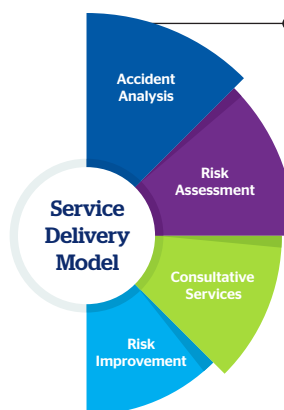 Accident
Analysis
Risk
Assessment
Service
Delivery
Model
Consultative
Services
Risk
Improvement